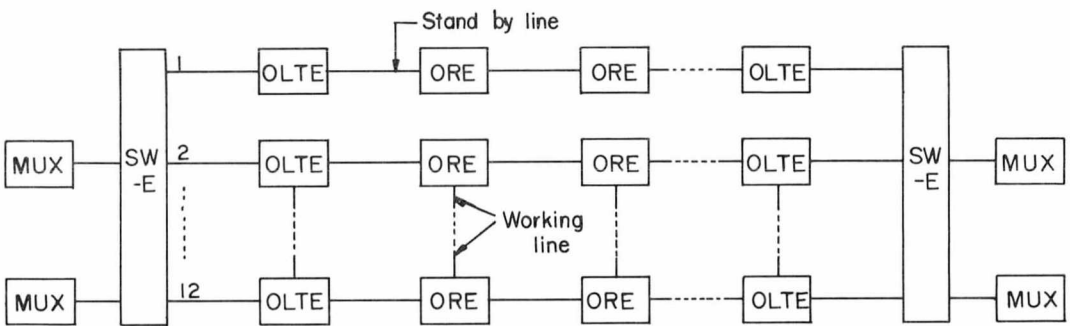 Stand by line
1
OLTE ORE ORE OLTE
MUX SW
-E 2 OLTE ORE ORE OLTE SW
-E MUX
Working
line
MUX 12 OLTE ORE ORE OLTE MUX